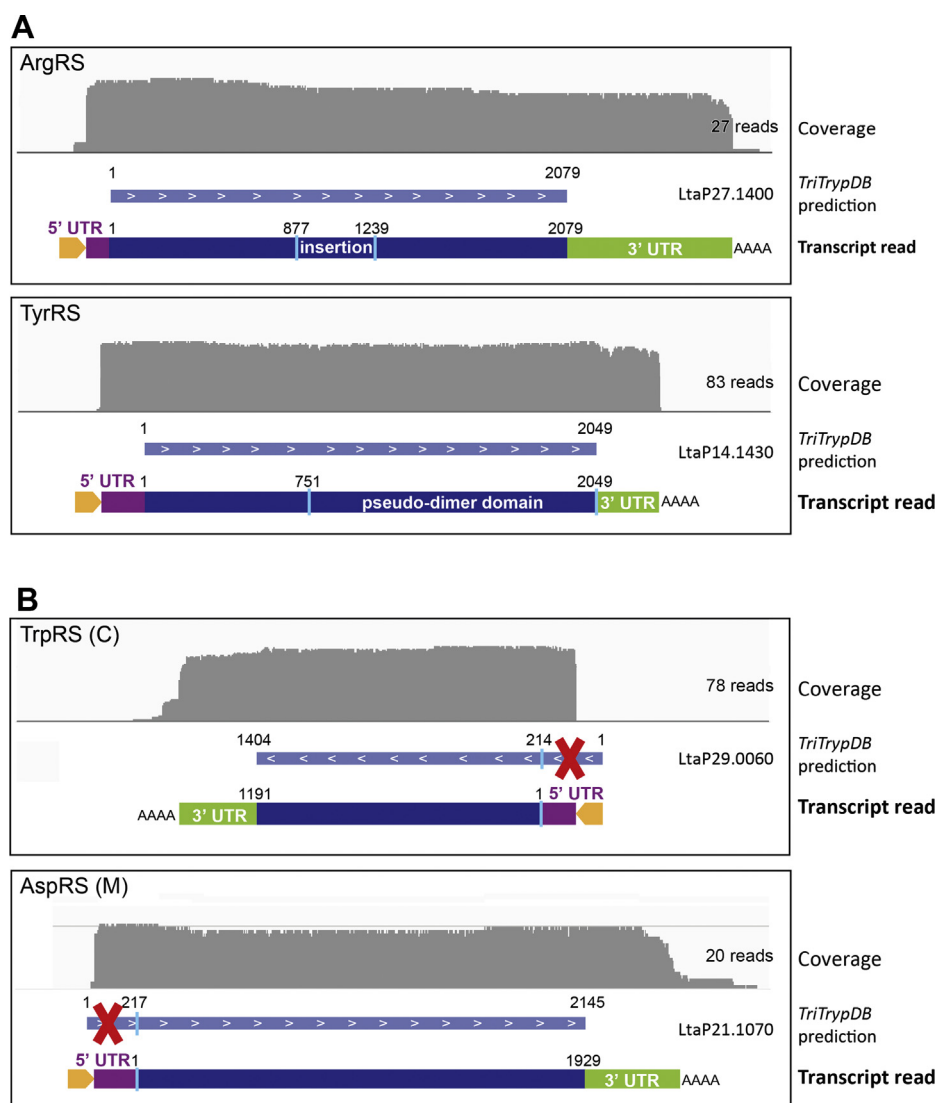 A
ArgRS
27 reads
Coverage
1 2079
> > > > > > > > > > > > > >
LtaP27.1400
TriTrypDB
prediction
5' UTR 1 877 1239 2079
insertion
3' UTR
AAAA
Transcript read
TyrRS
83 reads
Coverage
1 2049
> > > > > > > > > > > > > >
LtaP14.1430
TriTrypDB
prediction
5' UTR 1 751 2049
pseudo-dimer domain
3' UTR
AAAA
Transcript read
B
TrpRS (C)
78 reads
Coverage
1404 214 1
LtaP29.0060
TriTrypDB
prediction
1191 1 5' UTR
AAAA
3' UTR
Transcript read
AspRS (M)
20 reads
Coverage
1 217 2145
LtaP21.1070
TriTrypDB
prediction
5' UTR 1 1929
3' UTR
AAAA
Transcript read